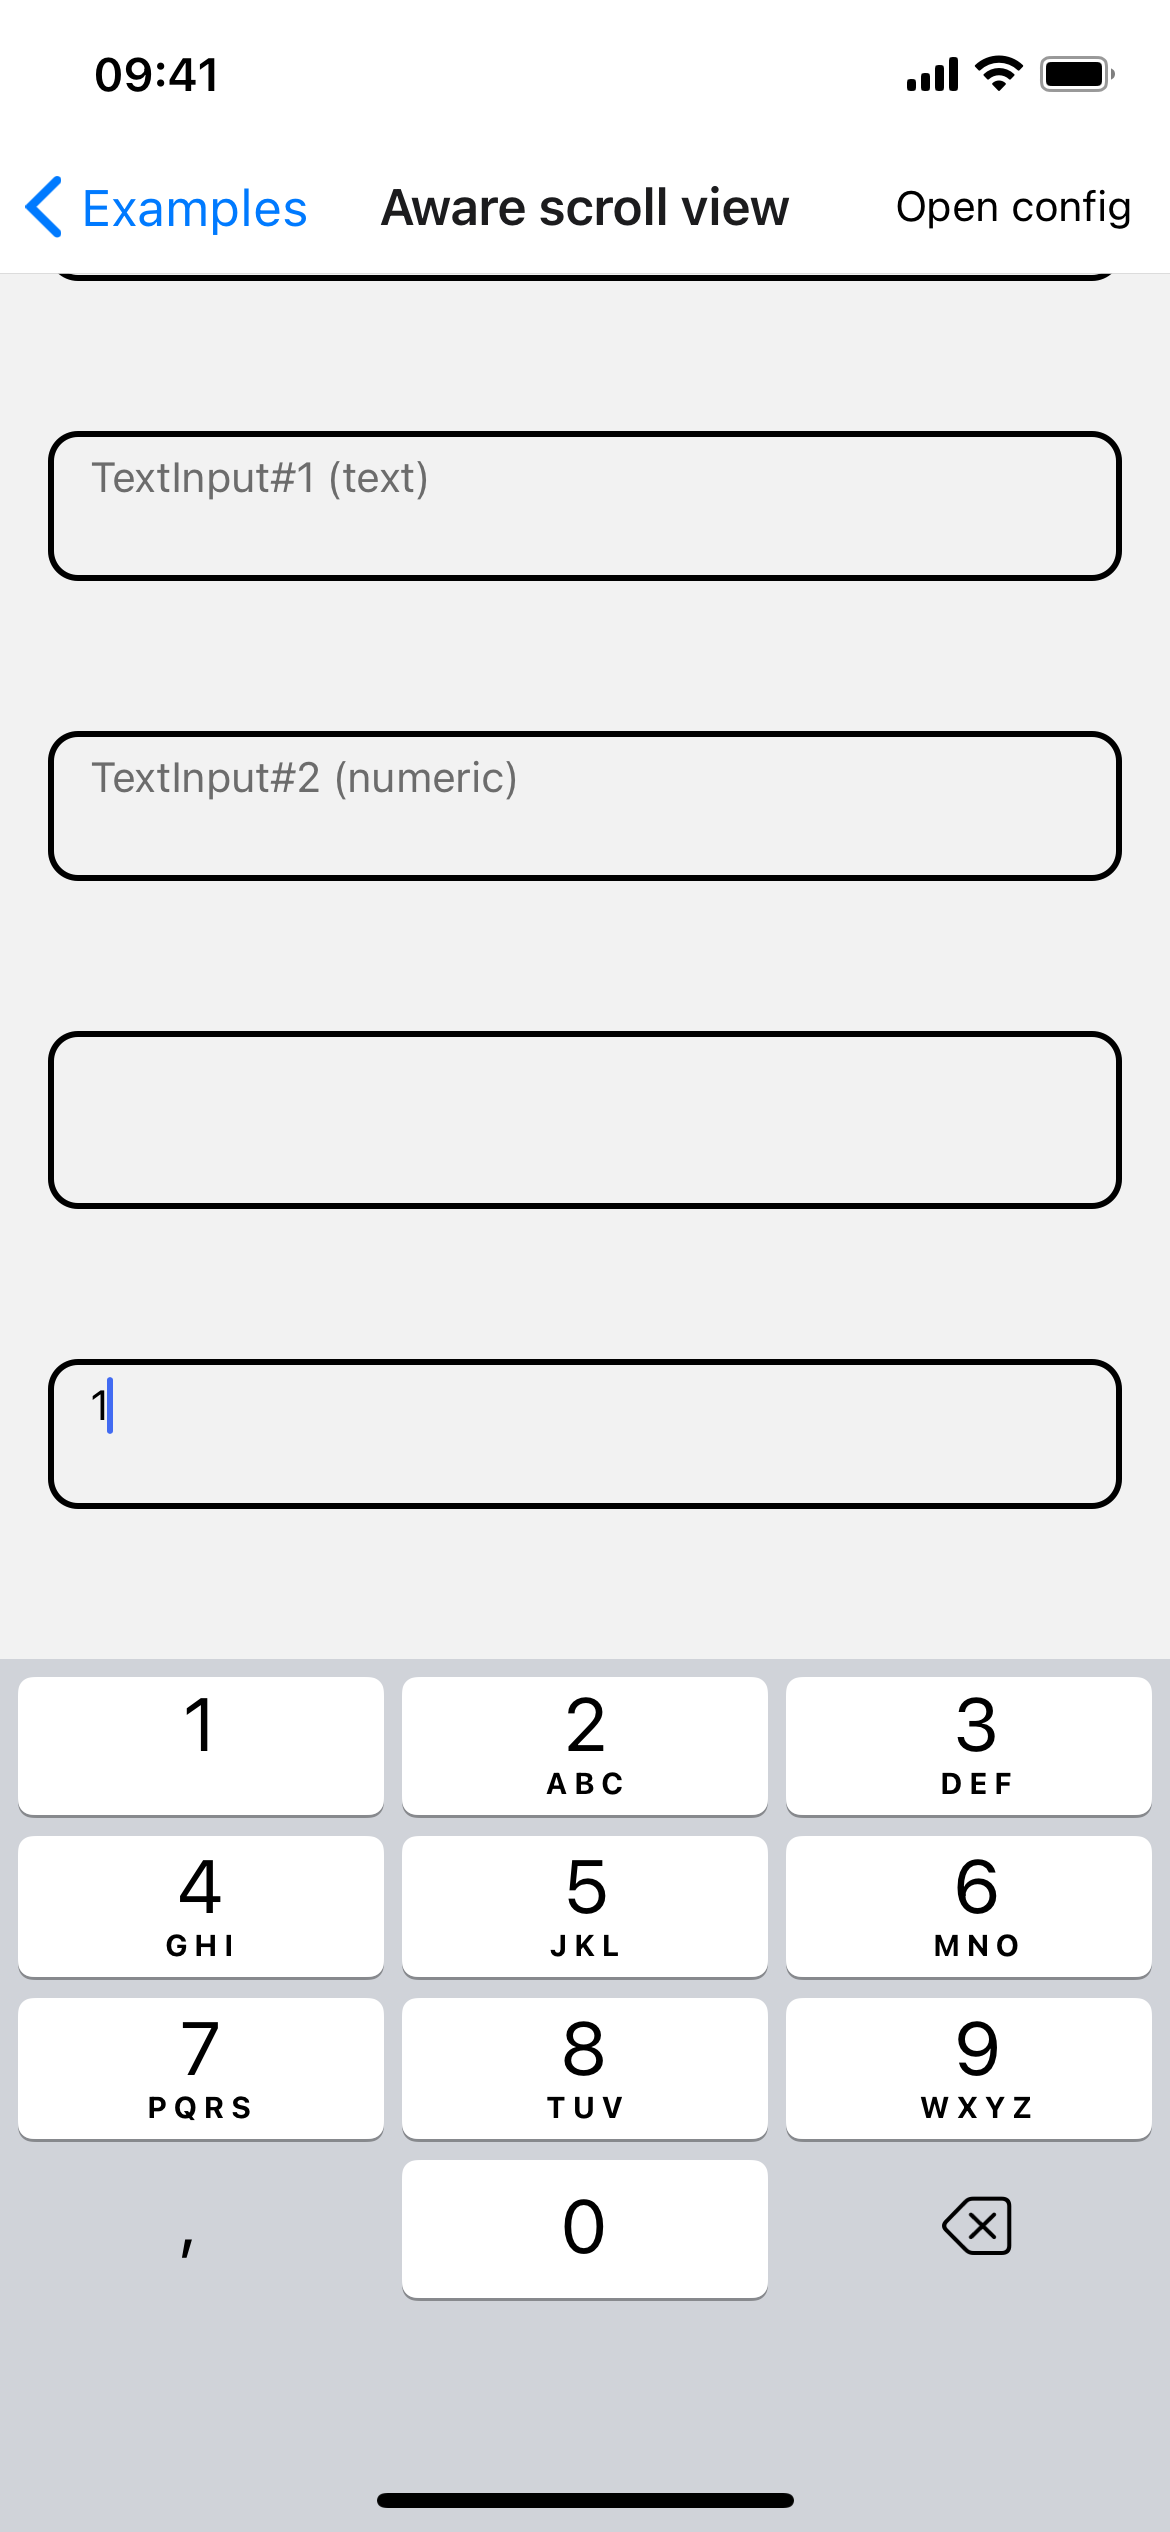 09:41
Examples Aware scroll view Open config
TextInput#1 (text)
TextInput#2 (numeric)
1
1 2 3
ABC DEF
4 5 6
GHI JKL MNO
7 8 9
PQRS TUV WXYZ
, 0